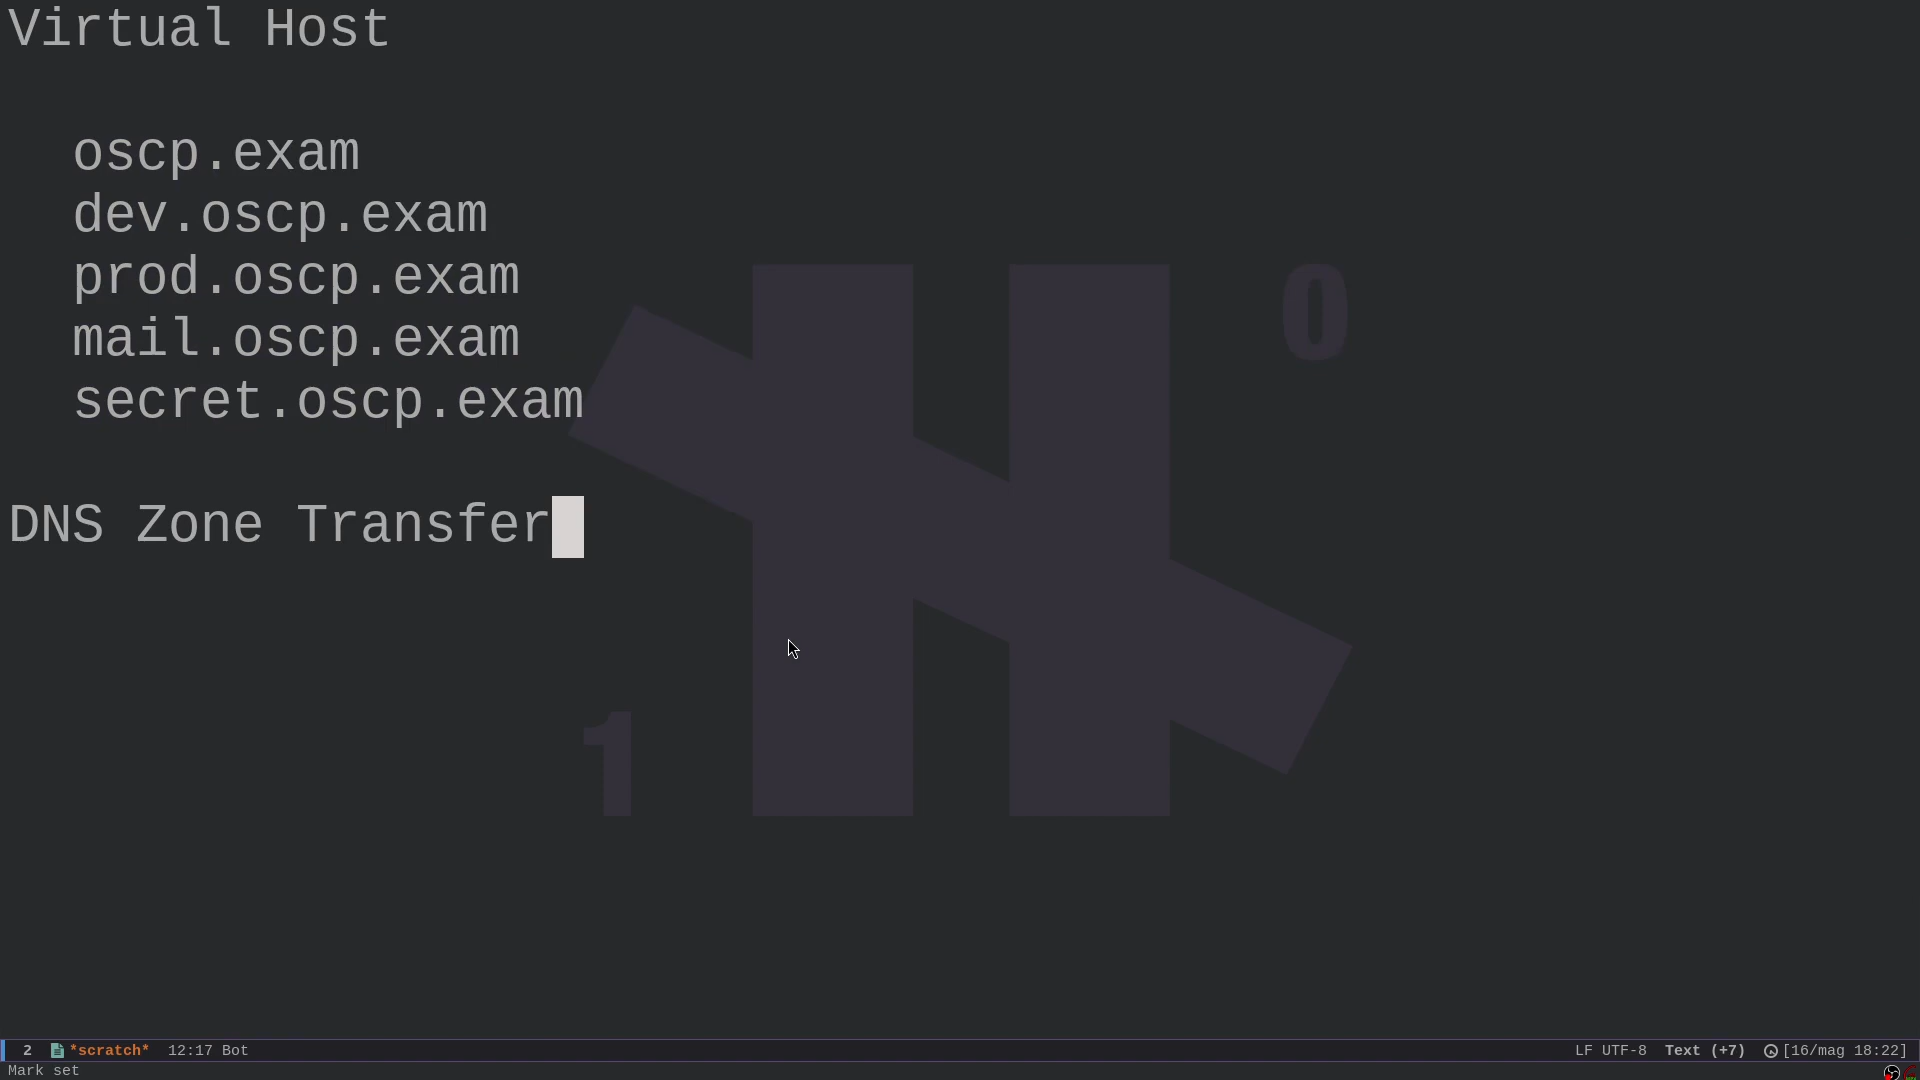 Virtual Host
oscp.exam
dev.oscp.exam
prod.oscp.exam
mail.oscp.exam
secret.oscp.exam
DNS Zone Transfer
0
1
2 *scratch* 12:17 Bot LF UTF-8 Text (+7) [16/mag 18:22]
Mark set